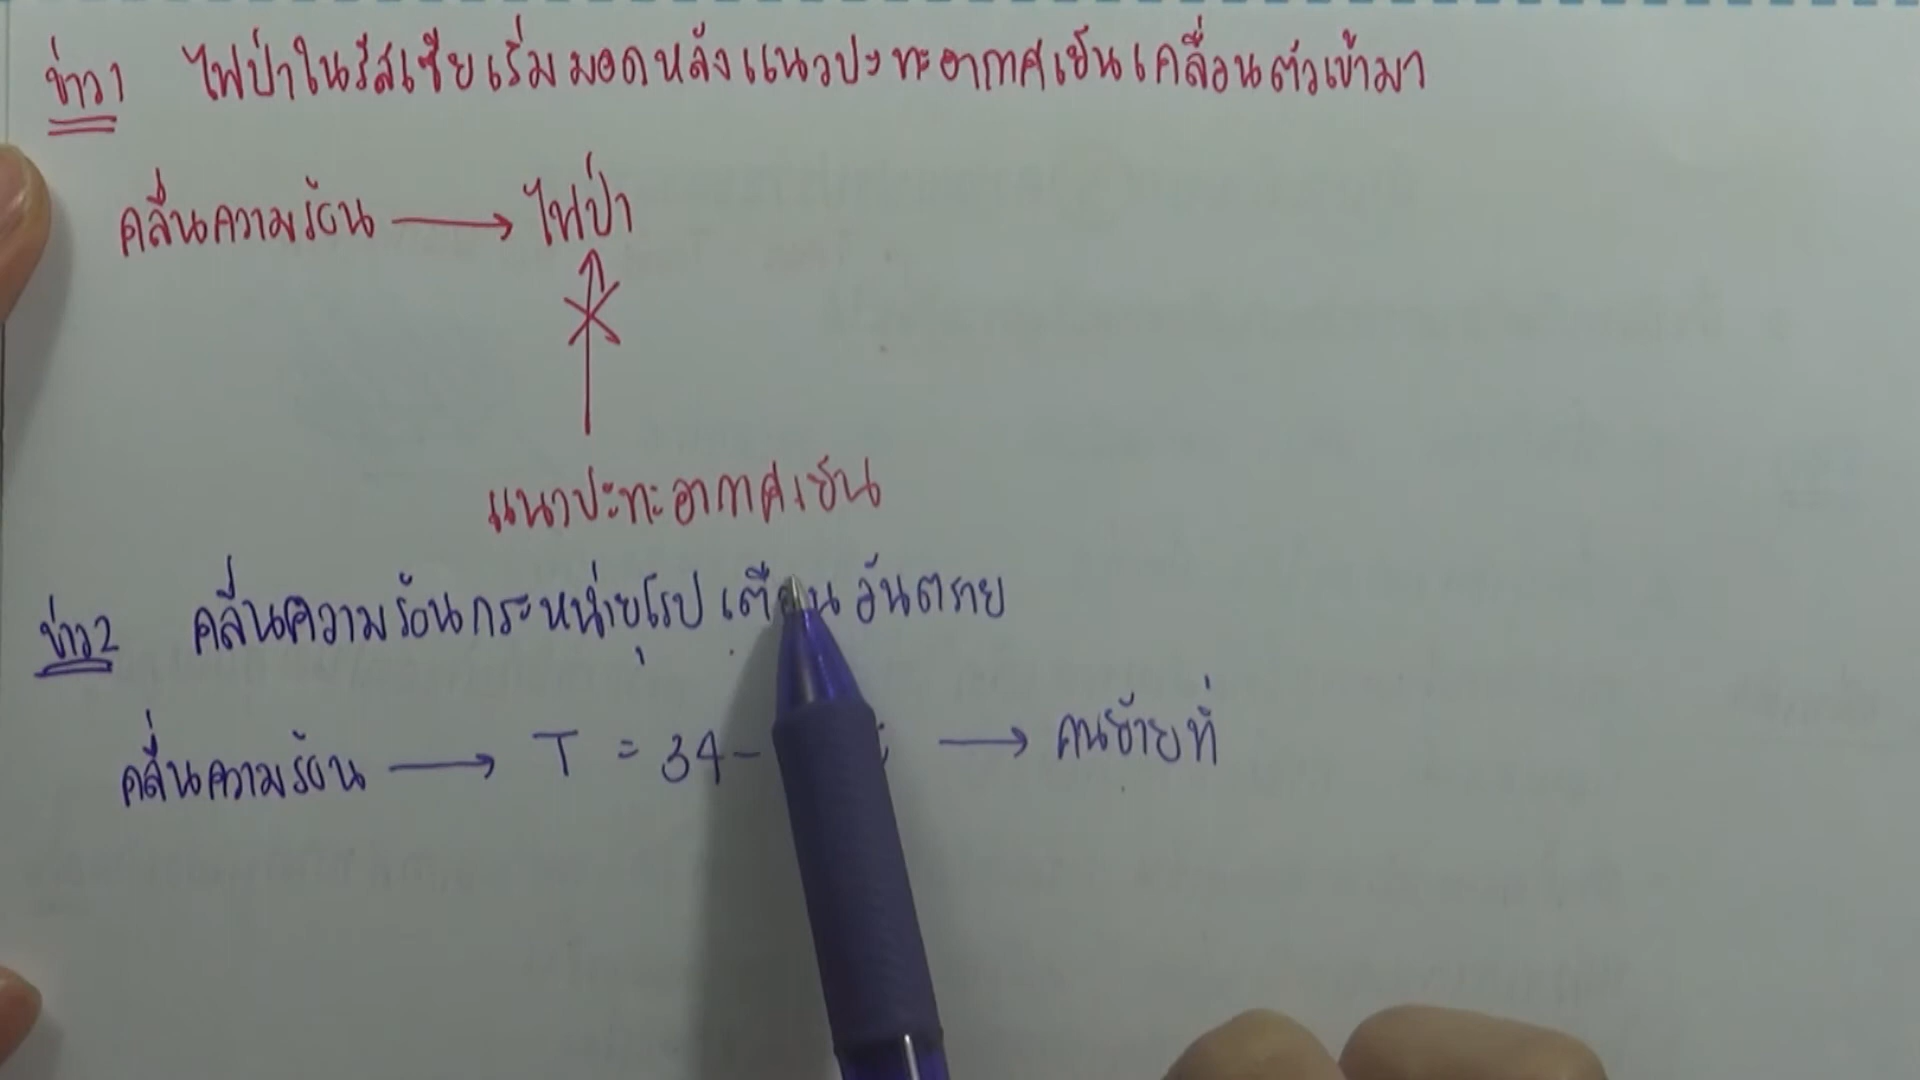 ข่าว 1 ไฟป่าในรัสเซียเริ่มมอดหลังแนวปะทะอากาศเย็นเคลื่อนตัวเข้ามา
คลื่นความร้อน → ไฟป่า
แนวปะทะอากาศเย็น
ข่าว 2 คลื่นความร้อนกระหน่ำยุโรป เตือนอันตราย
คลื่นความร้อน → T = 34- → คนย้ายที่